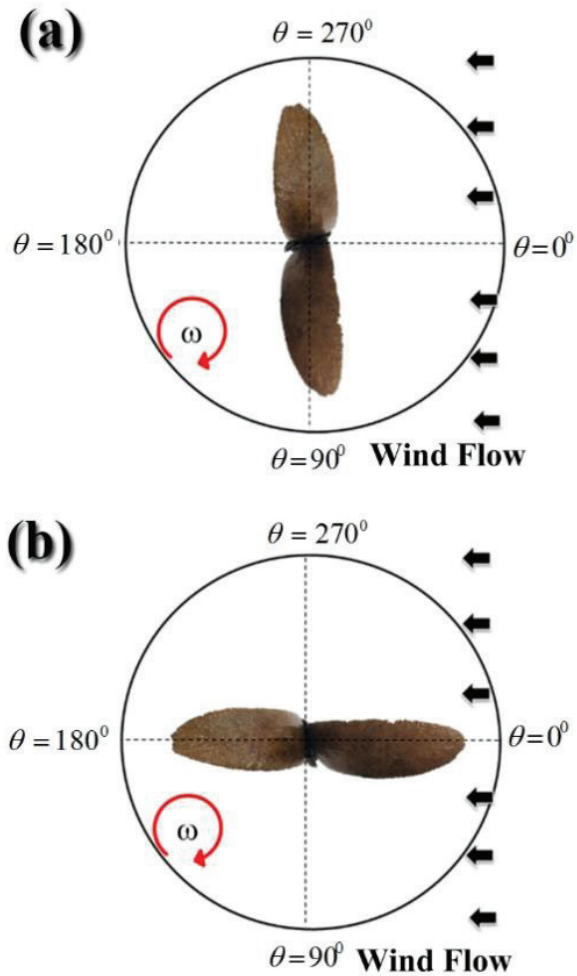 (a)
θ = 270⁰
θ = 180⁰
θ = 0⁰
ω
θ = 90⁰
Wind Flow
(b)
θ = 270⁰
θ = 180⁰
θ = 0⁰
ω
θ = 90⁰
Wind Flow